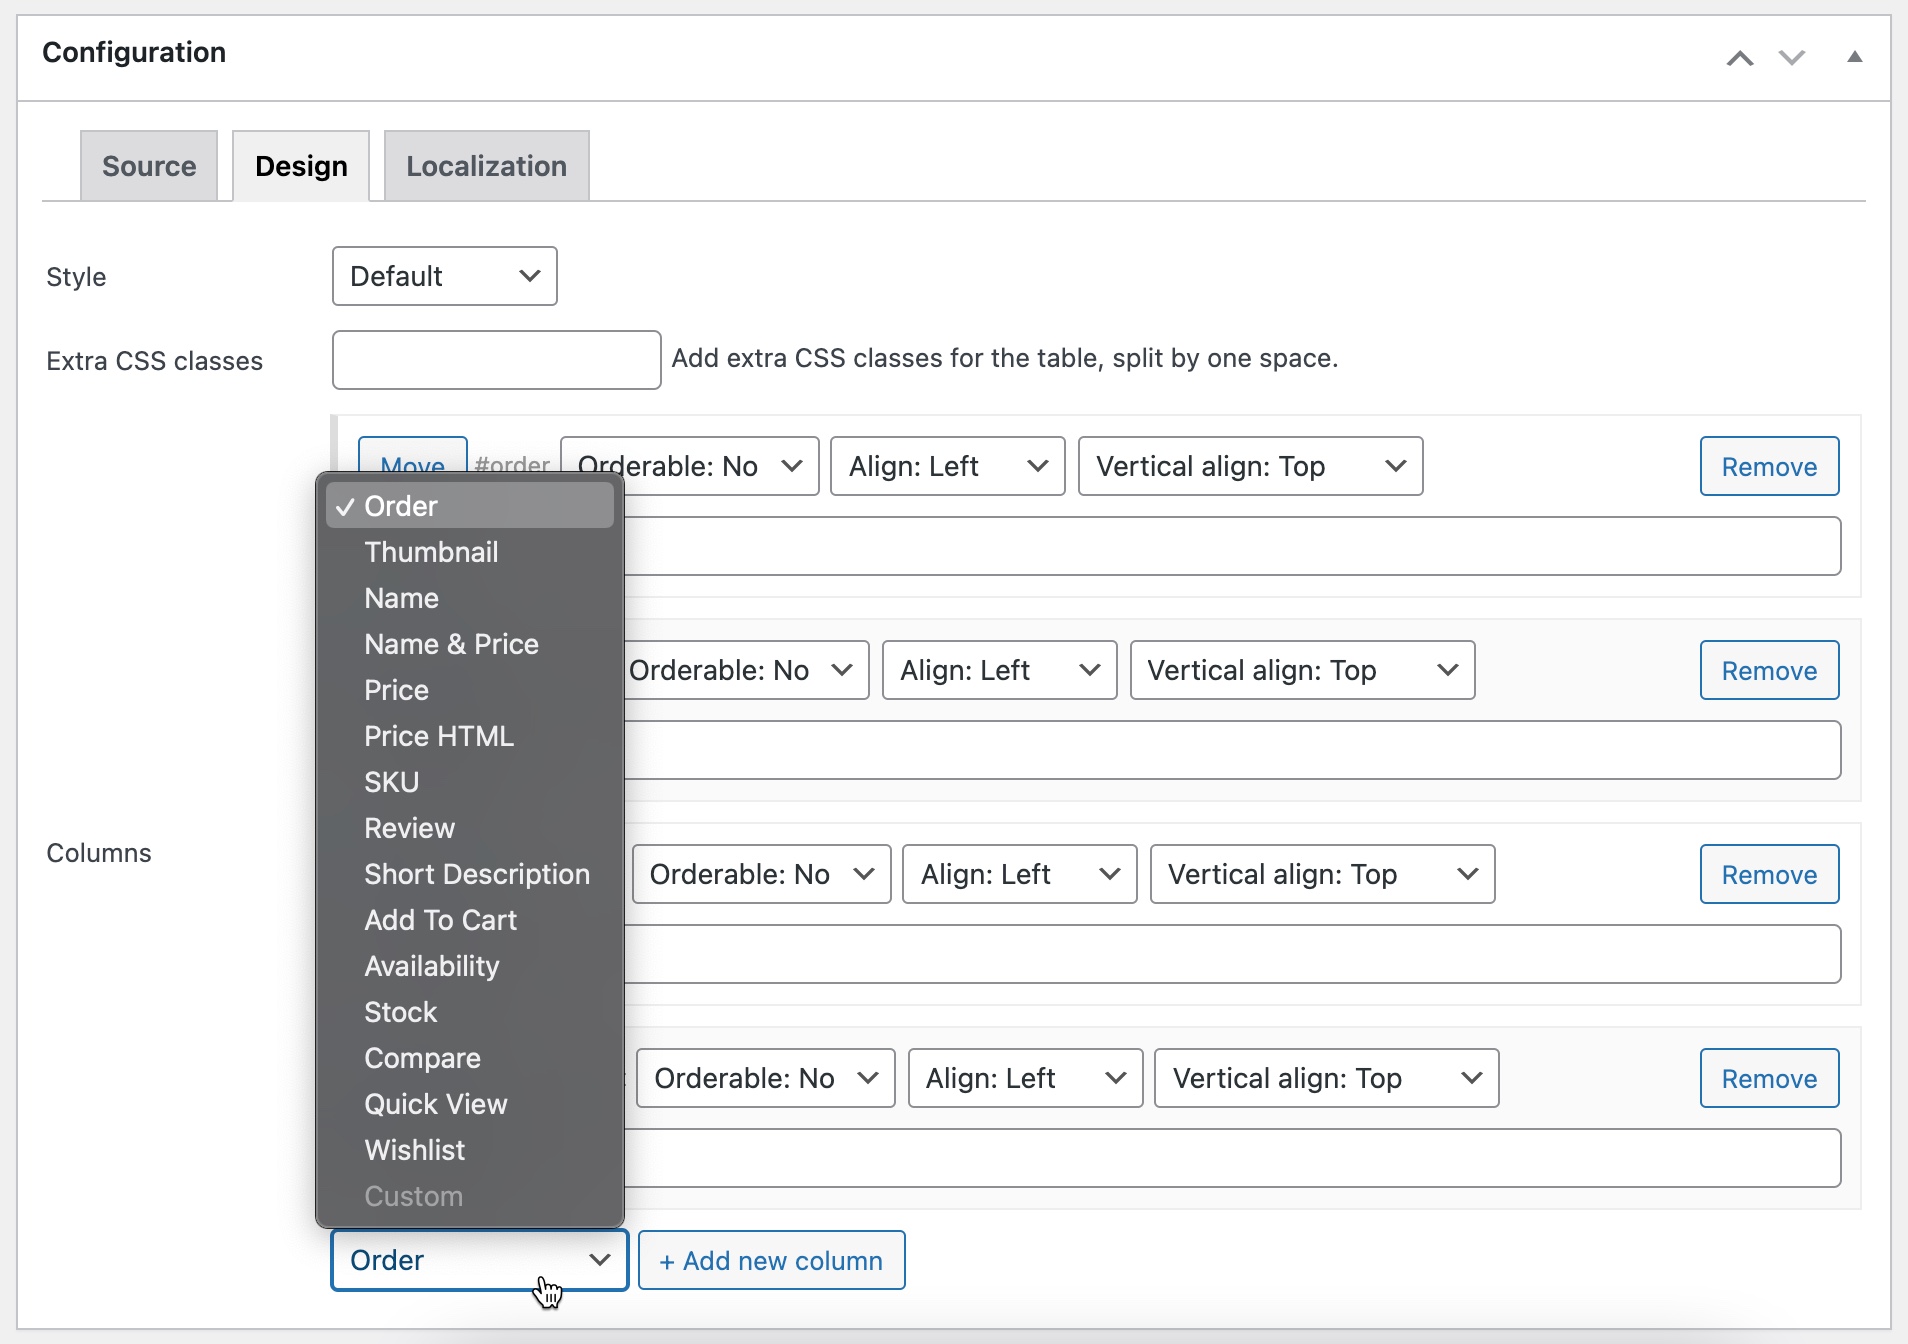 Configuration
Source Design Localization
Style Default
Extra CSS classes Add extra CSS classes for the table, split by one space.
Move #order Orderable: No Align: Left Vertical align: Top Remove
✓ Order
Thumbnail
Name
Name & Price
Orderable: No Align: Left Vertical align: Top Remove
Price
Price HTML
SKU
Review
Columns
Short Description
Orderable: No Align: Left Vertical align: Top Remove
Add To Cart
Availability
Stock
Compare
Orderable: No Align: Left Vertical align: Top Remove
Quick View
Wishlist
Custom
Order + Add new column